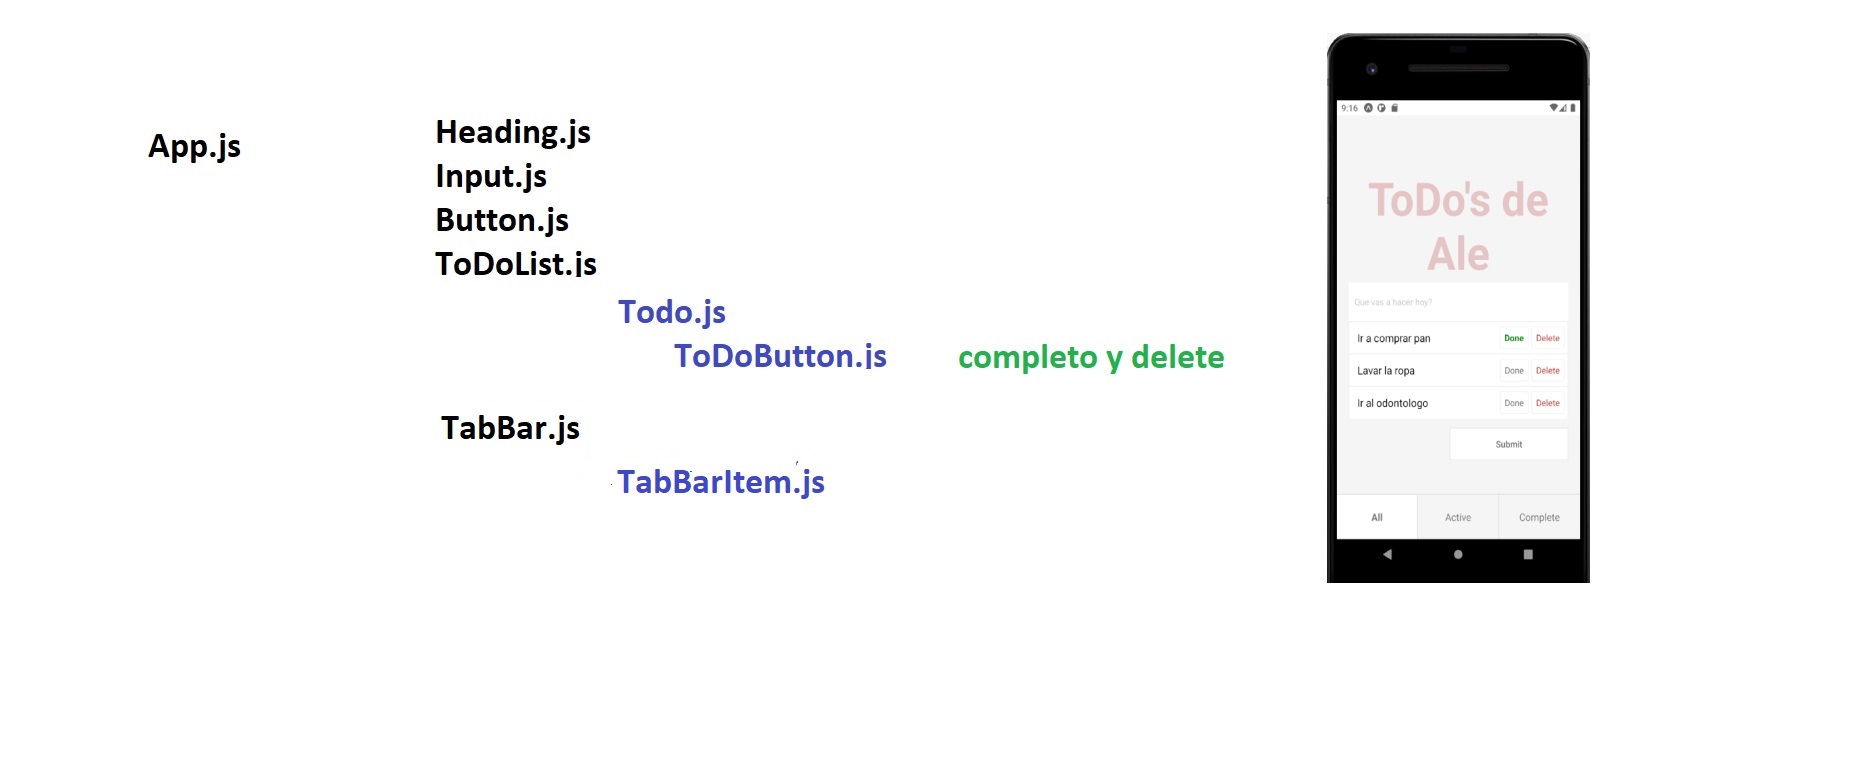 App.js
Heading.js
Input.js
Button.js
ToDoList.js
Todo.js
ToDoButton.js
completo y delete
TabBar.js
TabBarItem.js
9:16
ToDo's de
Ale
Que vas a hacer hoy?
Ir a comprar pan Done Delete
Lavar la ropa Done Delete
Ir al odontologo Done Delete
Submit
All Active Complete